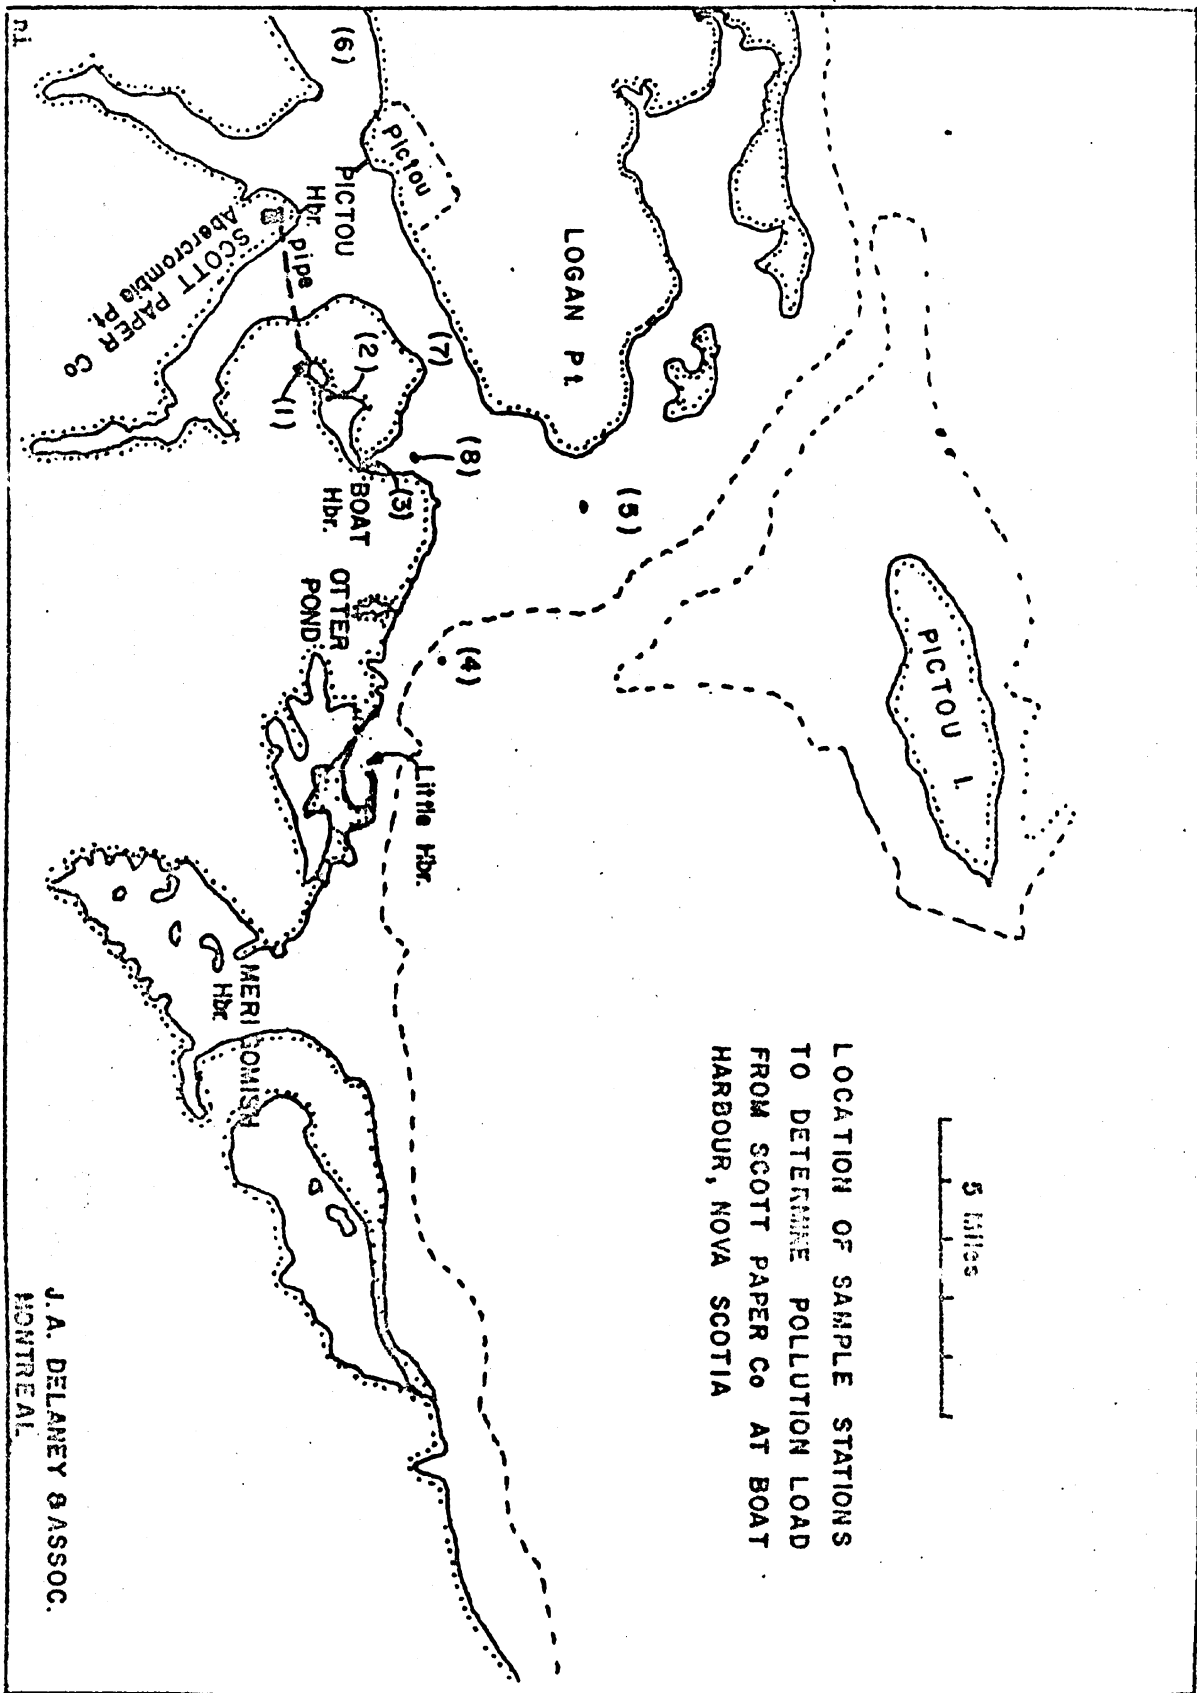 5 Miles
LOCATION OF SAMPLE STATIONS
TO DETERMINE POLLUTION LOAD
FROM SCOTT PAPER Co AT BOAT
HARBOUR, NOVA SCOTIA
PICTOU I.
LOGAN Pt.
(5)
(6)
Pictou
(7)
(8)
(4)
PICTOU
Hbr.
pipe
(2)
(3)
(1)
BOAT
Hbr.
OTTER
POND
Little Hbr.
SCOTT PAPER Co
Abercrombie Pt.
MERIGOMISH
Hbr.
J. A. DELANEY & ASSOC.
MONTREAL